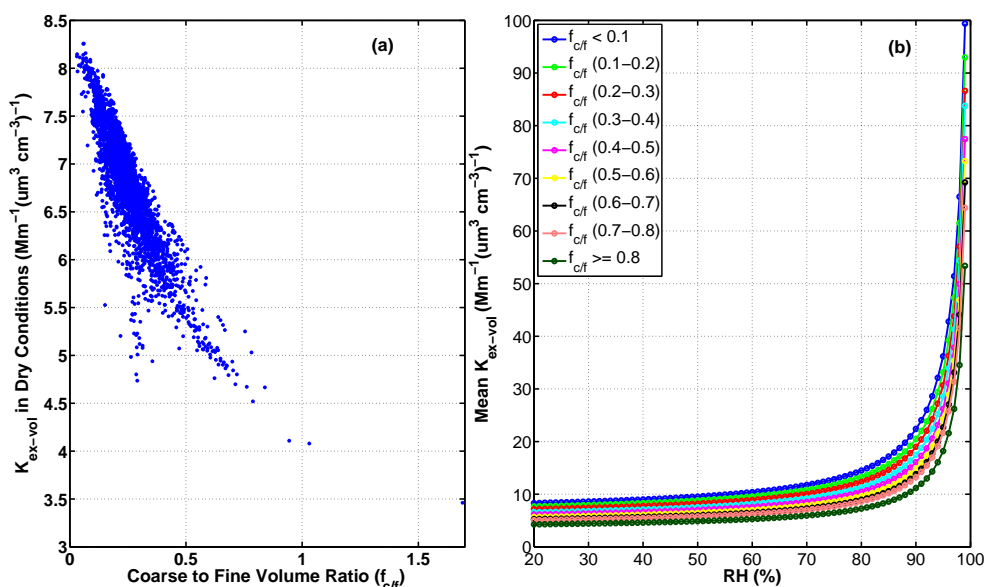 (a)
8.5
8
7.5
7
6.5
6
5.5
5
4.5
4
3.5
3
K_ex−vol in Dry Conditions (Mm⁻¹(um³ cm⁻³)⁻¹)
0 0.5 1 1.5
Coarse to Fine Volume Ratio (f_c/f)
(b)
100
90
80
70
60
50
40
30
20
10
0
Mean K_ex−vol (Mm⁻¹(um³ cm⁻³)⁻¹)
f_c/f < 0.1
f_c/f (0.1−0.2)
f_c/f (0.2−0.3)
f_c/f (0.3−0.4)
f_c/f (0.4−0.5)
f_c/f (0.5−0.6)
f_c/f (0.6−0.7)
f_c/f (0.7−0.8)
f_c/f >= 0.8
20 30 40 50 60 70 80 90 100
RH (%)